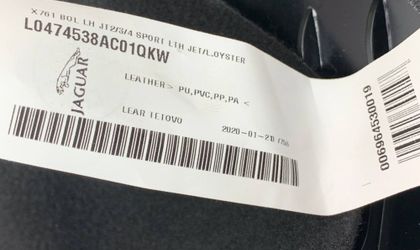 X761 BOL LH JT2/3/4 SPORT LTH JET/L.OYSTER
L0474538AC01QKW
JAGUAR
LEATHER> PU,PVC,PP,PA <
LEAR TETOVO
2020-01-20
006964530019